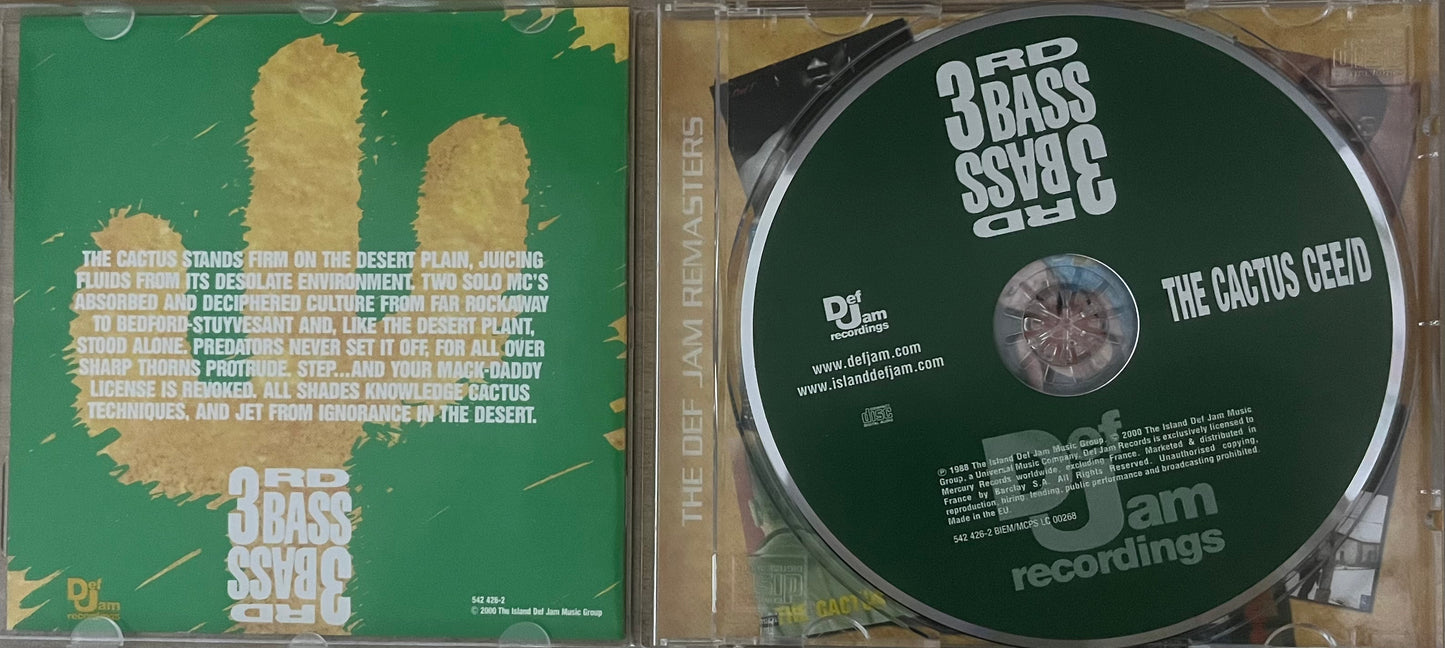 THE CACTUS STANDS FIRM ON THE DESERT PLAIN, JUICING
FLUIDS FROM ITS DESOLATE ENVIRONMENT. TWO SOLO MC'S
ABSORBED AND DECIPHERED CULTURE FROM FAR ROCKAWAY
TO BEDFORD-STUYVESANT AND, LIKE THE DESERT PLANT,
STOOD ALONE. PREDATORS NEVER SET IT OFF, FOR ALL OVER
SHARP THORNS PROTRUDE. STEP...AND YOUR MACK-DADDY
LICENSE IS REVOKED. ALL SHADES KNOWLEDGE CACTUS
TECHNIQUES, AND JET FROM IGNORANCE IN THE DESERT.
3RD
BASS
3RD
BASS
Def
Jam
recordings
542 426-2
© 2000 The Island Def Jam Music Group
THE DEF JAM REMASTERS
3RD
BASS
3RD
BASS
THE CACTUS CEE/D
Def
Jam
recordings
www.defjam.com
www.islanddefjam.com
disc
DIGITAL AUDIO
℗ 1988 The Island Def Jam Music Group. © 2000 The Island Def Jam Music
Group, a Universal Music Company. Def Jam Records is exclusively licensed to
Mercury Records worldwide, excluding France. Marketed & distributed in
France by Barclay S.A. All Rights Reserved. Unauthorised copying,
reproduction, hiring, lending, public performance and broadcasting prohibited.
Made in the EU.
542 426-2 BIEM/MCPS LC 00268
Def
Jam
recordings
THE CACTUS